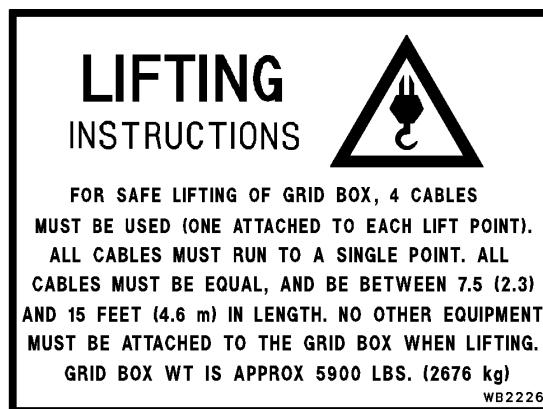 LIFTING
INSTRUCTIONS
FOR SAFE LIFTING OF GRID BOX, 4 CABLES
MUST BE USED (ONE ATTACHED TO EACH LIFT POINT).
ALL CABLES MUST RUN TO A SINGLE POINT. ALL
CABLES MUST BE EQUAL, AND BE BETWEEN 7.5 (2.3)
AND 15 FEET (4.6 m) IN LENGTH. NO OTHER EQUIPMENT
MUST BE ATTACHED TO THE GRID BOX WHEN LIFTING.
GRID BOX WT IS APPROX 5900 LBS. (2676 kg)
WB2226